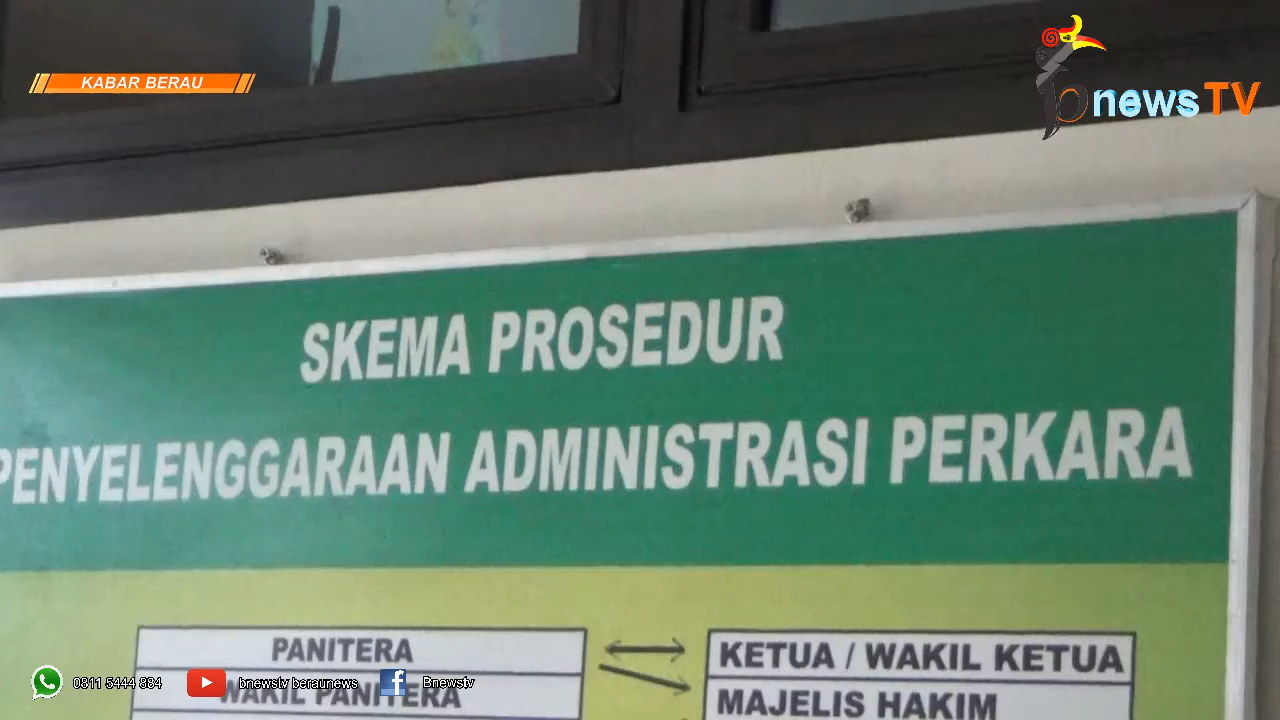 KABAR BERAU
bnewsTV
SKEMA PROSEDUR
PENYELENGGARAAN ADMINISTRASI PERKARA
PANITERA
KETUA / WAKIL KETUA
WAKIL PANITERA
MAJELIS HAKIM
0811 5444 884
bnewstv beraunews
Bnewstv